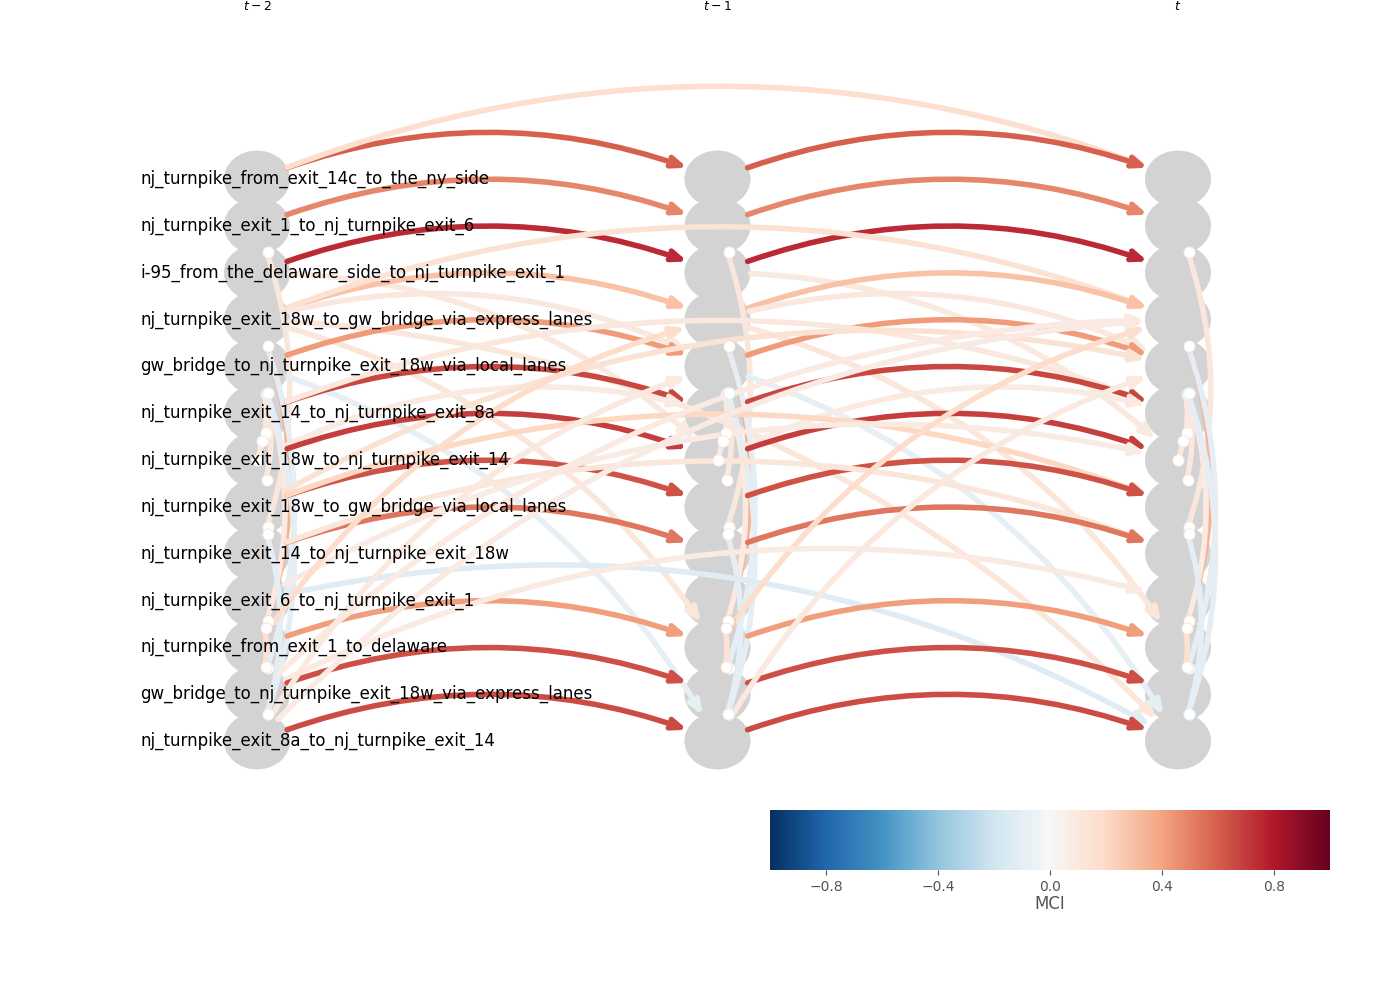 t − 2 t − 1 t
nj_turnpike_from_exit_14c_to_the_ny_side
nj_turnpike_exit_1_to_nj_turnpike_exit_6
i-95_from_the_delaware_side_to_nj_turnpike_exit_1
nj_turnpike_exit_18w_to_gw_bridge_via_express_lanes
gw_bridge_to_nj_turnpike_exit_18w_via_local_lanes
nj_turnpike_exit_14_to_nj_turnpike_exit_8a
nj_turnpike_exit_18w_to_nj_turnpike_exit_14
nj_turnpike_exit_18w_to_gw_bridge_via_local_lanes
nj_turnpike_exit_14_to_nj_turnpike_exit_18w
nj_turnpike_exit_6_to_nj_turnpike_exit_1
nj_turnpike_from_exit_1_to_delaware
gw_bridge_to_nj_turnpike_exit_18w_via_express_lanes
nj_turnpike_exit_8a_to_nj_turnpike_exit_14
−0.8 −0.4 0.0 0.4 0.8
MCI